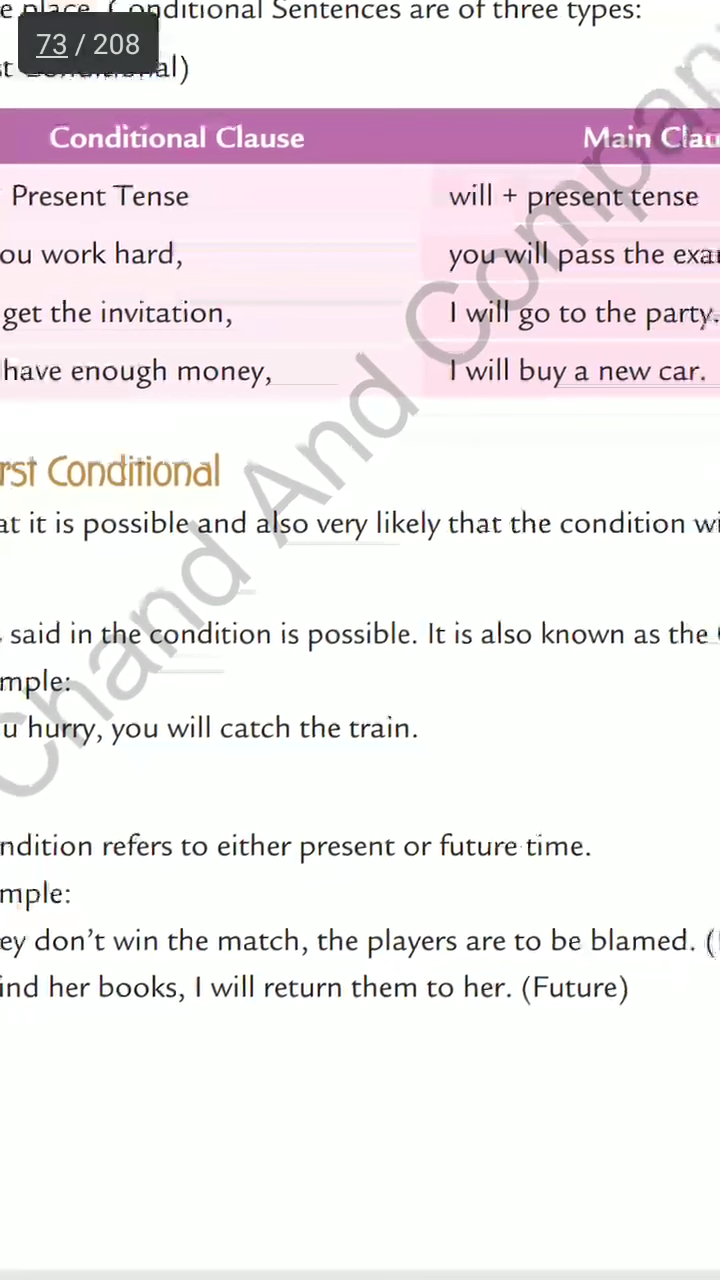 e place. Conditional Sentences are of three types:
73 / 208
st Conditional)
Conditional Clause Main Clau
Present Tense will + present tense
ou work hard, you will pass the exa
get the invitation, I will go to the party.
have enough money, I will buy a new car.
rst Conditional
at it is possible and also very likely that the condition wi
said in the condition is possible. It is also known as the
mple:
u hurry, you will catch the train.
ndition refers to either present or future time.
mple:
ey don't win the match, the players are to be blamed. (
ind her books, I will return them to her. (Future)
Chand And Compan